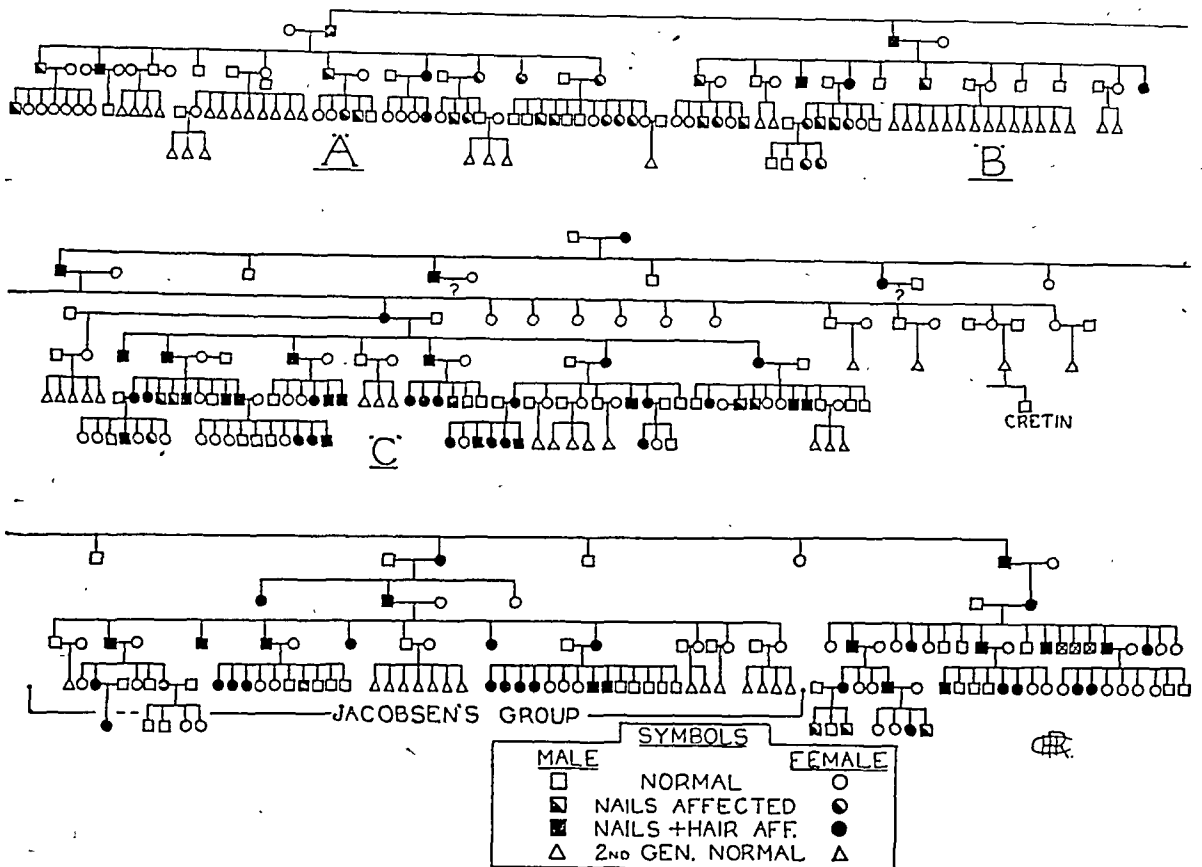 "A"
"B"
?
?
CRETIN
"C"
JACOBSEN'S GROUP
SYMBOLS
MALE FEMALE
NORMAL
NAILS AFFECTED
NAILS + HAIR AFF.
2ND GEN. NORMAL